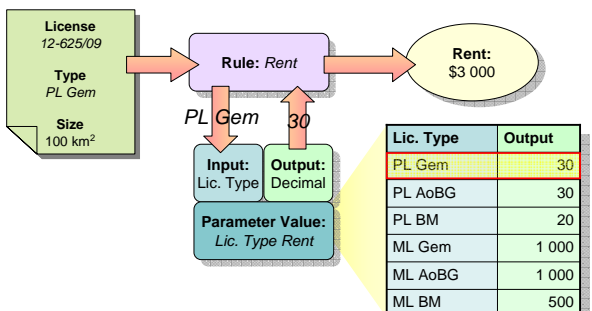 License
12-625/09
Type
PL Gem
Size
100 km²
Rule: Rent
Rent:
$3 000
PL Gem
30
Input:
Lic. Type
Output:
Decimal
Parameter Value:
Lic. Type Rent
Lic. Type Output
PL Gem 30
PL AoBG 30
PL BM 20
ML Gem 1 000
ML AoBG 1 000
ML BM 500